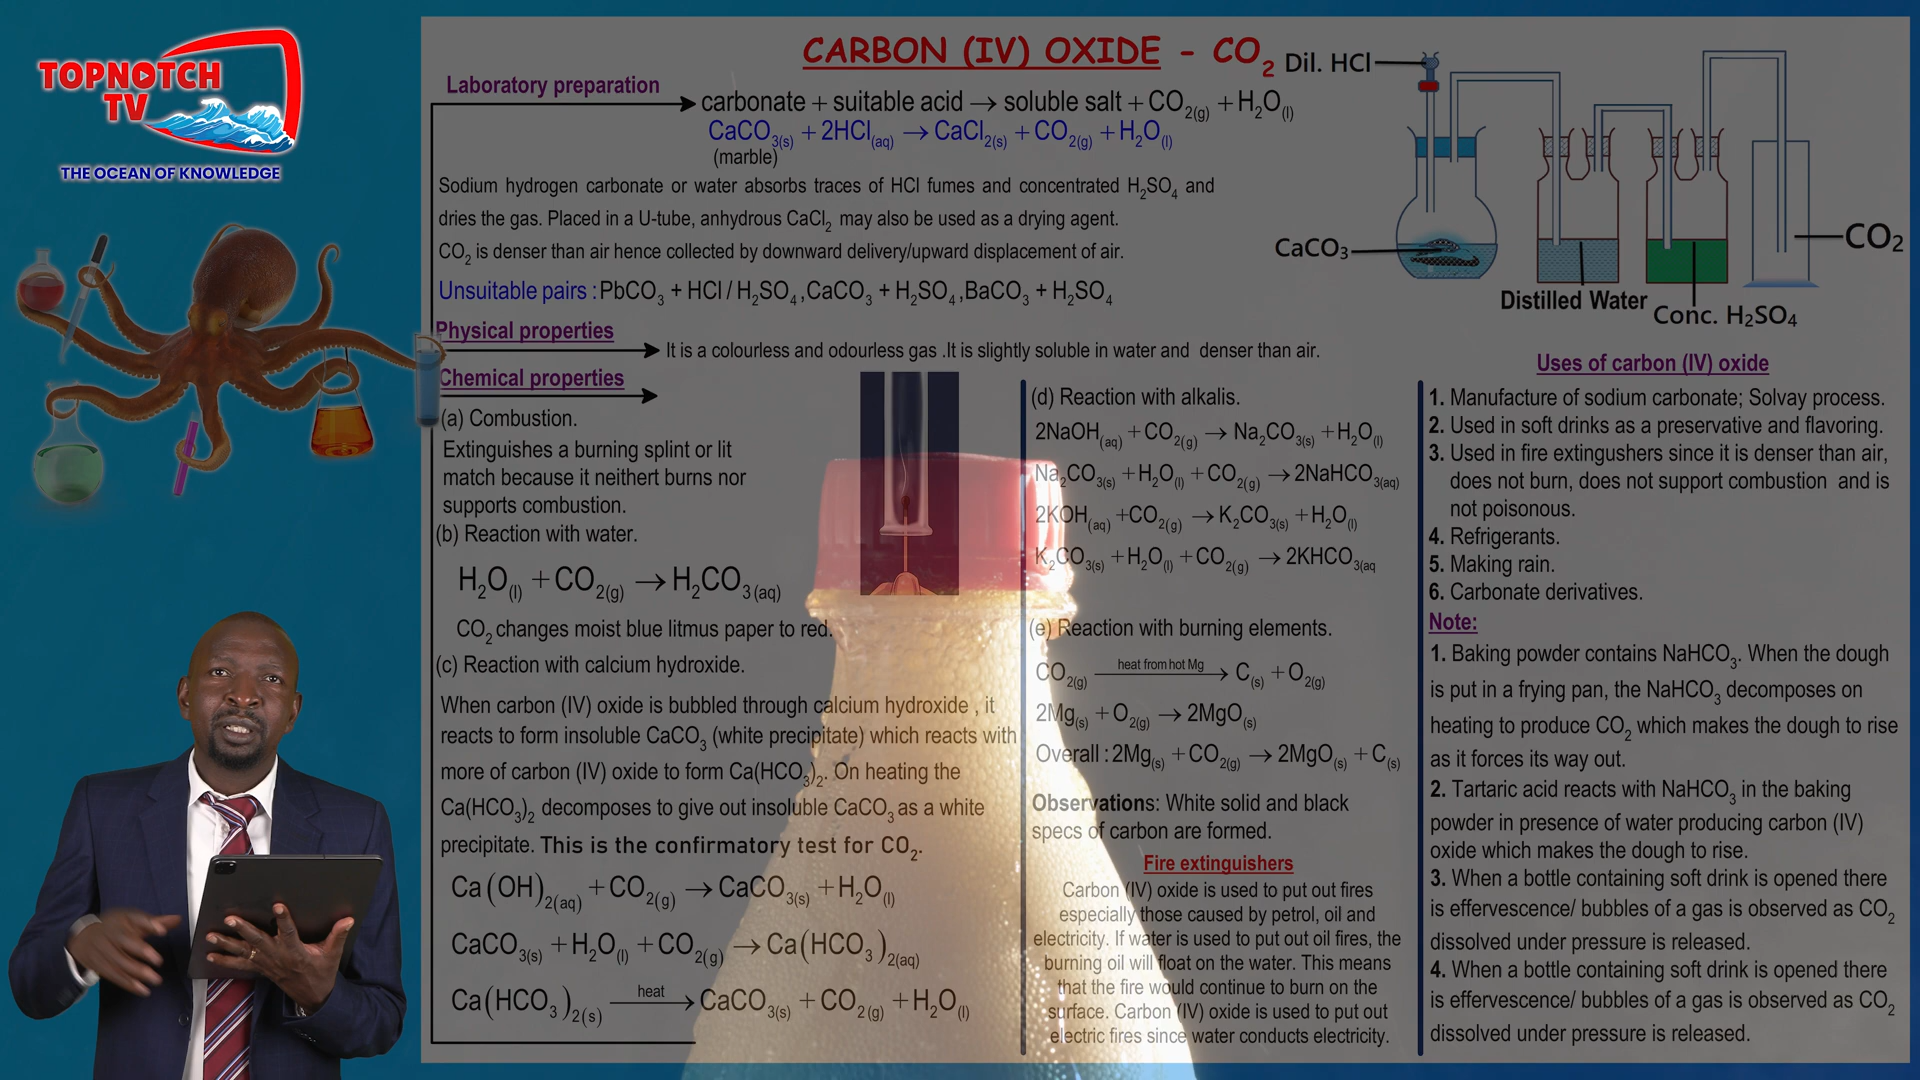 TOPNOTCH
TV
THE OCEAN OF KNOWLEDGE
CARBON (IV) OXIDE - CO₂
Laboratory preparation
carbonate + suitable acid → soluble salt + CO₂(g) + H₂O(l)
CaCO₃(s) + 2HCl(aq) → CaCl₂(s) + CO₂(g) + H₂O(l)
(marble)
Sodium hydrogen carbonate or water absorbs traces of HCl fumes and concentrated H₂SO₄ and
dries the gas. Placed in a U-tube, anhydrous CaCl₂ may also be used as a drying agent.
CO₂ is denser than air hence collected by downward delivery/upward displacement of air.
Unsuitable pairs : PbCO₃ + HCl / H₂SO₄ ,CaCO₃ + H₂SO₄ ,BaCO₃ + H₂SO₄
Dil. HCl
CaCO₃
Distilled Water
Conc. H₂SO₄
CO₂
Physical properties
It is a colourless and odourless gas .It is slightly soluble in water and denser than air.
Chemical properties
(a) Combustion.
Extinguishes a burning splint or lit
match because it neithert burns nor
supports combustion.
(b) Reaction with water.
H₂O(l) + CO₂(g) → H₂CO₃(aq)
CO₂ changes moist blue litmus paper to red.
(c) Reaction with calcium hydroxide.
When carbon (IV) oxide is bubbled through calcium hydroxide , it
reacts to form insoluble CaCO₃ (white precipitate) which reacts with
more of carbon (IV) oxide to form Ca(HCO₃)₂. On heating the
Ca(HCO₃)₂ decomposes to give out insoluble CaCO₃ as a white
precipitate. This is the confirmatory test for CO₂.
Ca(OH)₂(aq) + CO₂(g) → CaCO₃(s) + H₂O(l)
CaCO₃(s) + H₂O(l) + CO₂(g) → Ca(HCO₃)₂(aq)
Ca(HCO₃)₂(s) heat → CaCO₃(s) + CO₂(g) + H₂O(l)
(d) Reaction with alkalis.
2NaOH(aq) + CO₂(g) → Na₂CO₃(s) + H₂O(l)
Na₂CO₃(s) + H₂O(l) + CO₂(g) → 2NaHCO₃(aq)
2KOH(aq) + CO₂(g) → K₂CO₃(s) + H₂O(l)
K₂CO₃(s) + H₂O(l) + CO₂(g) → 2KHCO₃(aq
(e) Reaction with burning elements.
CO₂(g) heat from hot Mg → C(s) + O₂(g)
2Mg(s) + O₂(g) → 2MgO(s)
Overall : 2Mg(s) + CO₂(g) → 2MgO(s) + C(s)
Observations: White solid and black
specs of carbon are formed.
Fire extinguishers
Carbon (IV) oxide is used to put out fires
especially those caused by petrol, oil and
electricity. If water is used to put out oil fires, the
burning oil will float on the water. This means
that the fire would continue to burn on the
surface. Carbon (IV) oxide is used to put out
electric fires since water conducts electricity.
Uses of carbon (IV) oxide
1. Manufacture of sodium carbonate; Solvay process.
2. Used in soft drinks as a preservative and flavoring.
3. Used in fire extingushers since it is denser than air,
does not burn, does not support combustion and is
not poisonous.
4. Refrigerants.
5. Making rain.
6. Carbonate derivatives.
Note:
1. Baking powder contains NaHCO₃. When the dough
is put in a frying pan, the NaHCO₃ decomposes on
heating to produce CO₂ which makes the dough to rise
as it forces its way out.
2. Tartaric acid reacts with NaHCO₃ in the baking
powder in presence of water producing carbon (IV)
oxide which makes the dough to rise.
3. When a bottle containing soft drink is opened there
is effervescence/ bubbles of a gas is observed as CO₂
dissolved under pressure is released.
4. When a bottle containing soft drink is opened there
is effervescence/ bubbles of a gas is observed as CO₂
dissolved under pressure is released.